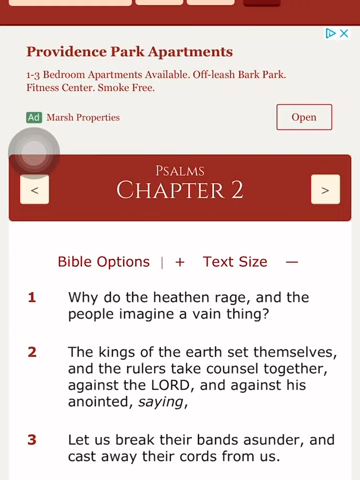 Providence Park Apartments
1-3 Bedroom Apartments Available. Off-leash Bark Park.
Fitness Center. Smoke Free.
Ad Marsh Properties
Open
PSALMS
< CHAPTER 2 >
Bible Options | + Text Size —
1 Why do the heathen rage, and the
people imagine a vain thing?
2 The kings of the earth set themselves,
and the rulers take counsel together,
against the LORD, and against his
anointed, saying,
3 Let us break their bands asunder, and
cast away their cords from us.